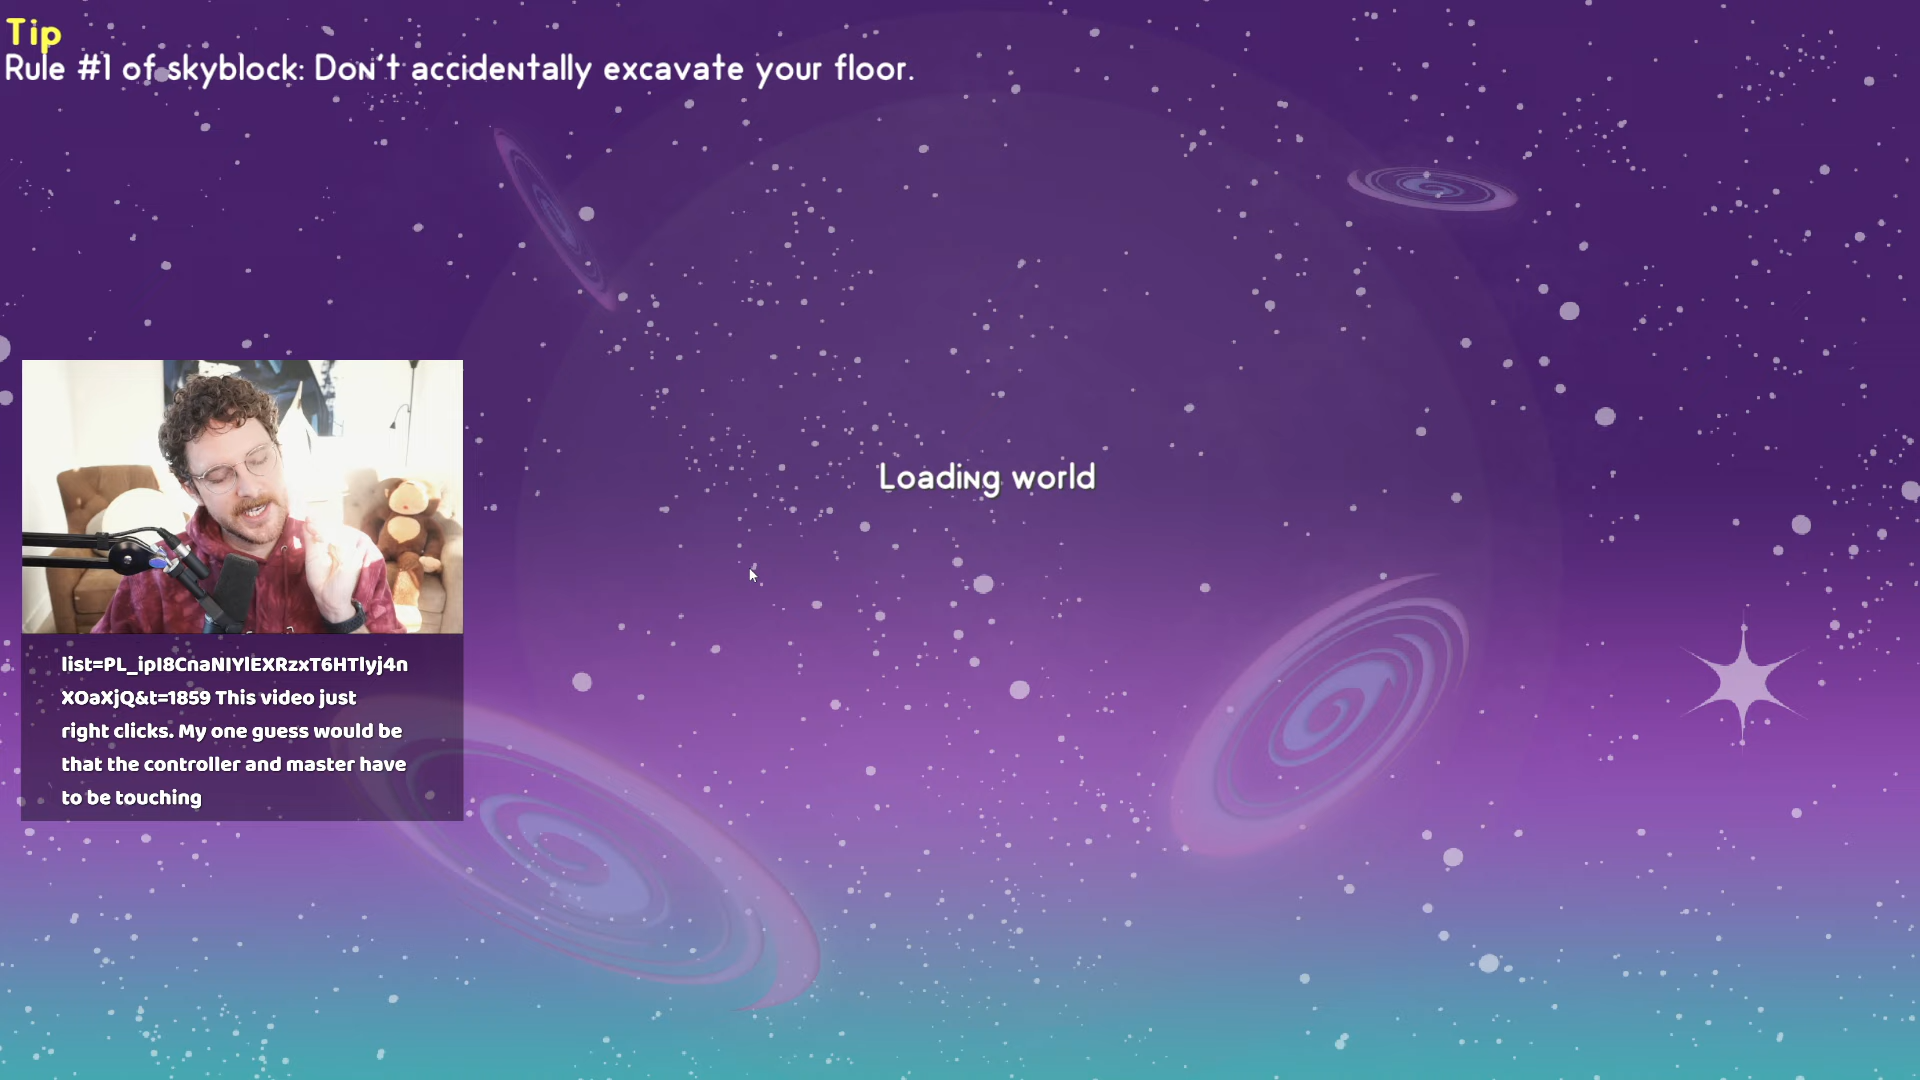 Tip
Rule #1 of skyblock: Don't accidentally excavate your floor.
Loading world
list=PL_ipI8CnaNIYlEXRzxT6HTlyj4n
XOaXjQ&t=1859 This video just
right clicks. My one guess would be
that the controller and master have
to be touching